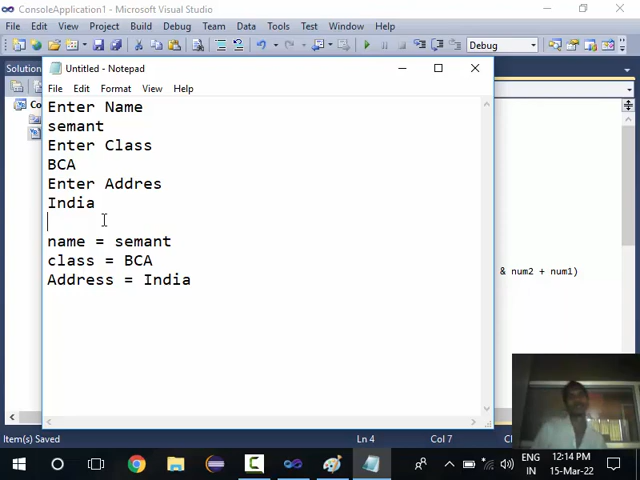 ConsoleApplication1 - Microsoft Visual Studio
File Edit View Project Build Debug Team Data Tools Test Window Help
Debug
Untitled - Notepad
File Edit Format View Help
Enter Name
semant
Enter Class
BCA
Enter Addres
India
name = semant
class = BCA
Address = India
& num2 + num1)
Item(s) Saved
Ln 4
Col 7
ENG
IN
12:14 PM
15-Mar-22